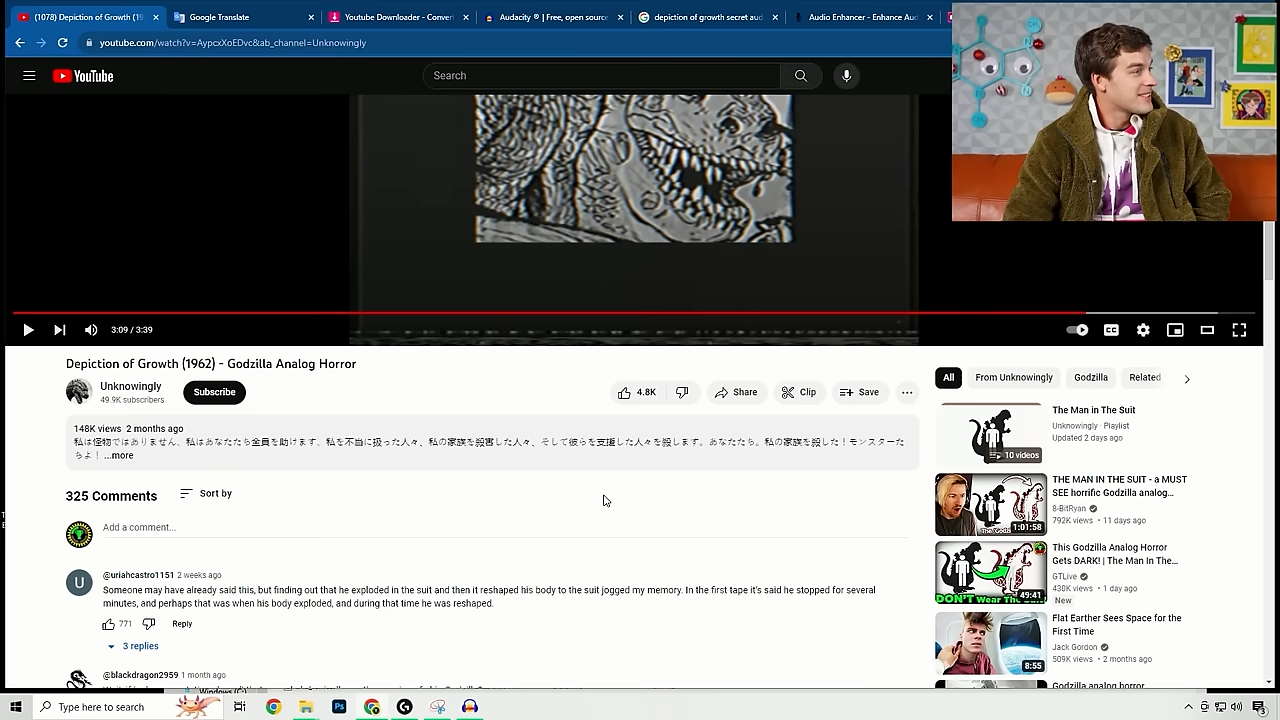 (1078) Depiction of Growth (1962)
Google Translate
Youtube Downloader - Conver
Audacity ® | Free, open source
depiction of growth secret aud
Audio Enhancer - Enhance Aud
youtube.com/watch?v=AypcxXoEDvc&ab_channel=Unknowingly
YouTube
Search
3:09 / 3:39
CC
Depiction of Growth (1962) - Godzilla Analog Horror
Unknowingly
49.9K subscribers
Subscribe
4.8K
Share
Clip
Save
148K views 2 months ago
私は怪物ではありません、私はあなたたち全員を助けます、私を不当に扱った人々、私の家族を殺害した人々、そして彼らを支援した人々を殺します。あなたたち。私の家族を殺した！モンスターた
ちよ！ ...more
325 Comments
Sort by
Add a comment...
U
@uriahcastro1151 2 weeks ago
Someone may have already said this, but finding out that he exploded in the suit and then it reshaped his body to the suit jogged my memory. In the first tape it's said he stopped for several
minutes, and perhaps that was when his body exploded, and during that time he was reshaped.
771
Reply
3 replies
@blackdragon2959 1 month ago
All
From Unknowingly
Godzilla
Related
The Man in The Suit
Unknowingly · Playlist
Updated 2 days ago
10 videos
THE MAN IN THE SUIT - a MUST
SEE horrific Godzilla analog...
8-BitRyan
792K views · 11 days ago
1:01:58
This Godzilla Analog Horror
Gets DARK! | The Man In The...
GTLive
430K views · 1 day ago
New
49:41
DON'T Wear The
Flat Earther Sees Space for the
First Time
Jack Gordon
509K views · 2 months ago
8:55
Godzilla analog horror
Windows (C:)
Type here to search
Ps
3